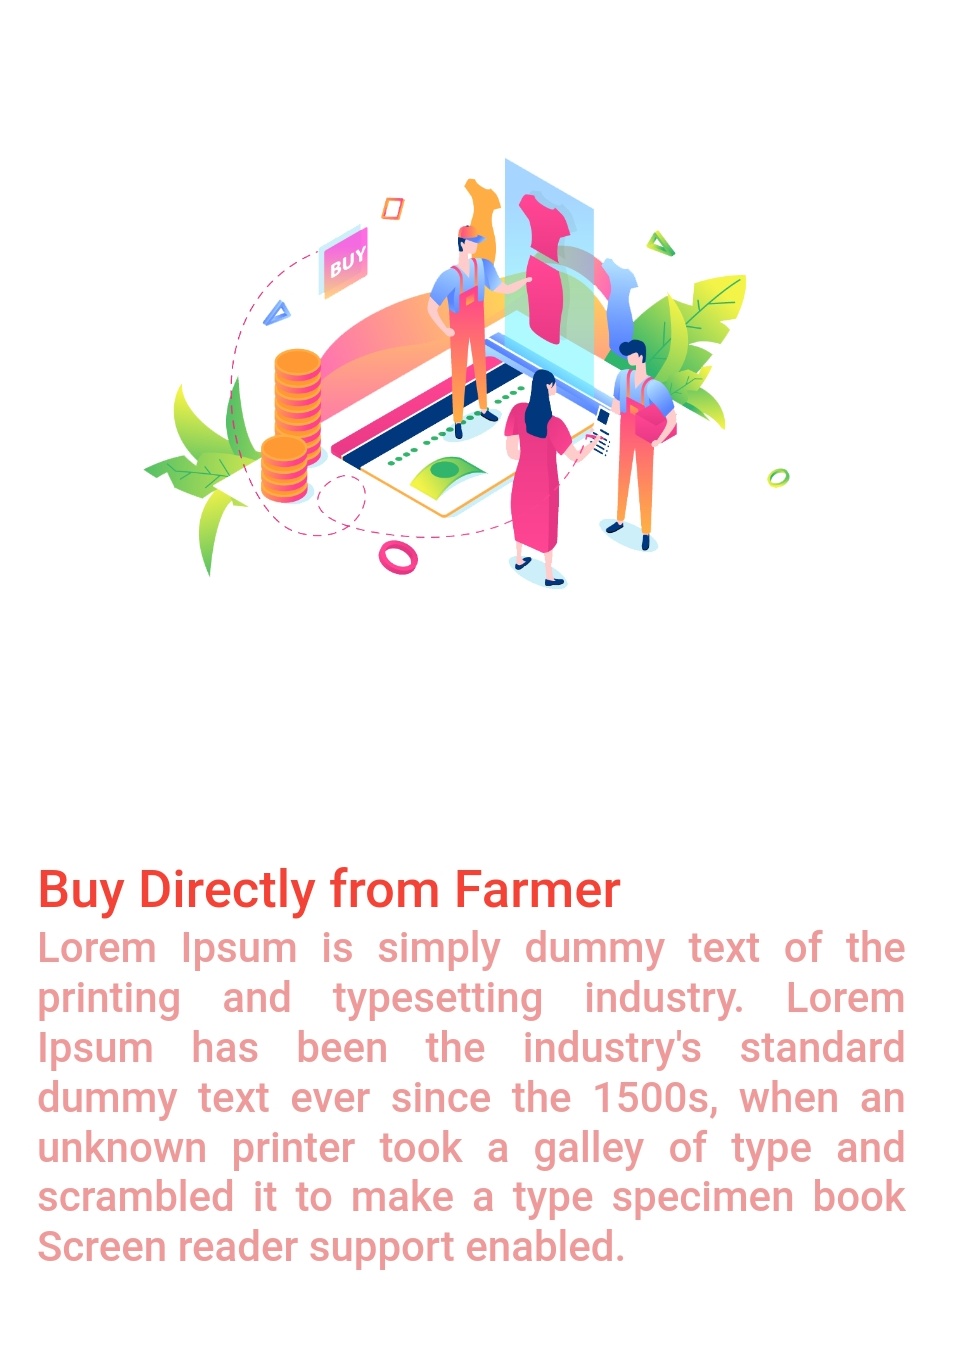 BUY
Buy Directly from Farmer
Lorem Ipsum is simply dummy text of the
printing and typesetting industry. Lorem
Ipsum has been the industry's standard
dummy text ever since the 1500s, when an
unknown printer took a galley of type and
scrambled it to make a type specimen book
Screen reader support enabled.